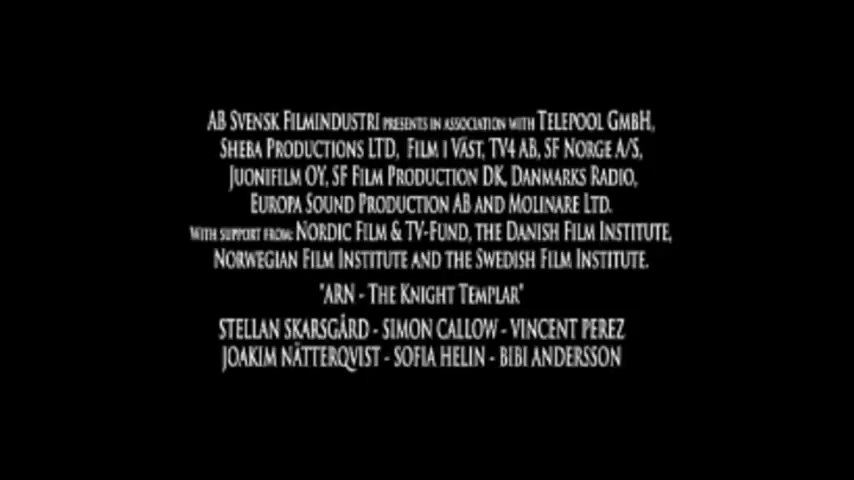 AB SVENSK FILMINDUSTRI PRESENTS IN ASSOCIATION WITH TELEPOOL GMBH,
SHEBA PRODUCTIONS LTD, FILM I VÄST, TV4 AB, SF NORGE A/S,
JUONIFILM OY, SF FILM PRODUCTION DK, DANMARKS RADIO,
EUROPA SOUND PRODUCTION AB AND MOLINARE LTD.
WITH SUPPORT FROM: NORDIC FILM & TV-FUND, THE DANISH FILM INSTITUTE,
NORWEGIAN FILM INSTITUTE AND THE SWEDISH FILM INSTITUTE.
"ARN - THE KNIGHT TEMPLAR"
STELLAN SKARSGÅRD - SIMON CALLOW - VINCENT PEREZ
JOAKIM NÄTTERQVIST - SOFIA HELIN - BIBI ANDERSSON